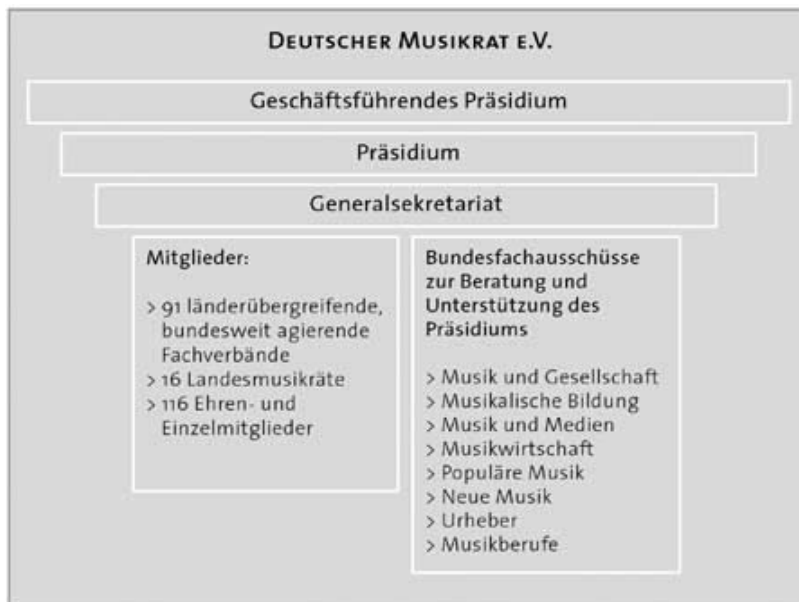 DEUTSCHER MUSIKRAT E.V.
Geschäftsführendes Präsidium
Präsidium
Generalsekretariat
Mitglieder:
> 91 länderübergreifende,
bundesweit agierende
Fachverbände
> 16 Landesmusikräte
> 116 Ehren- und
Einzelmitglieder
Bundesfachausschüsse
zur Beratung und
Unterstützung des
Präsidiums
> Musik und Gesellschaft
> Musikalische Bildung
> Musik und Medien
> Musikwirtschaft
> Populäre Musik
> Neue Musik
> Urheber
> Musikberufe